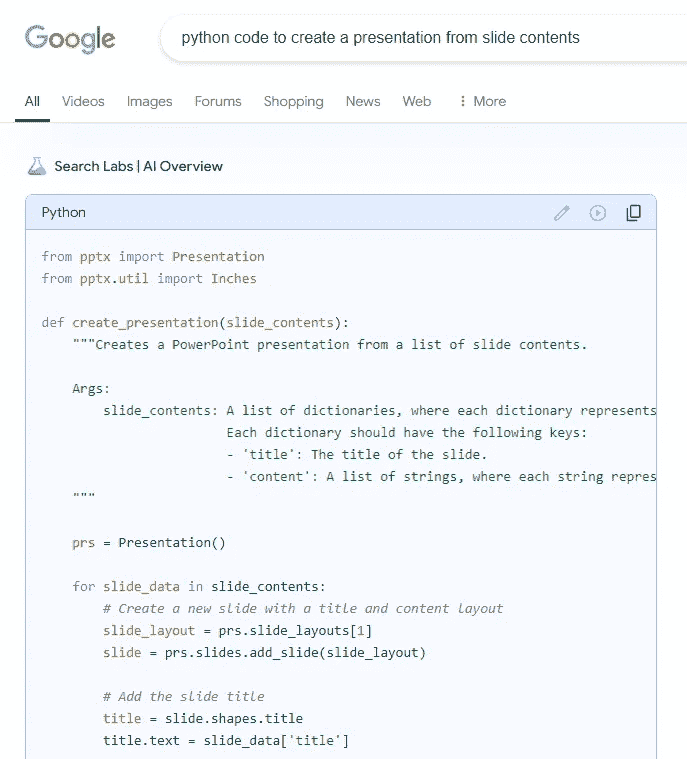 Google
python code to create a presentation from slide contents
All Videos Images Forums Shopping News Web More
Search Labs | AI Overview
Python
from pptx import Presentation
from pptx.util import Inches
def create_presentation(slide_contents):
"""Creates a PowerPoint presentation from a list of slide contents.
Args:
slide_contents: A list of dictionaries, where each dictionary represents
Each dictionary should have the following keys:
- 'title': The title of the slide.
- 'content': A list of strings, where each string repres
"""
prs = Presentation()
for slide_data in slide_contents:
# Create a new slide with a title and content layout
slide_layout = prs.slide_layouts[1]
slide = prs.slides.add_slide(slide_layout)
# Add the slide title
title = slide.shapes.title
title.text = slide_data['title']